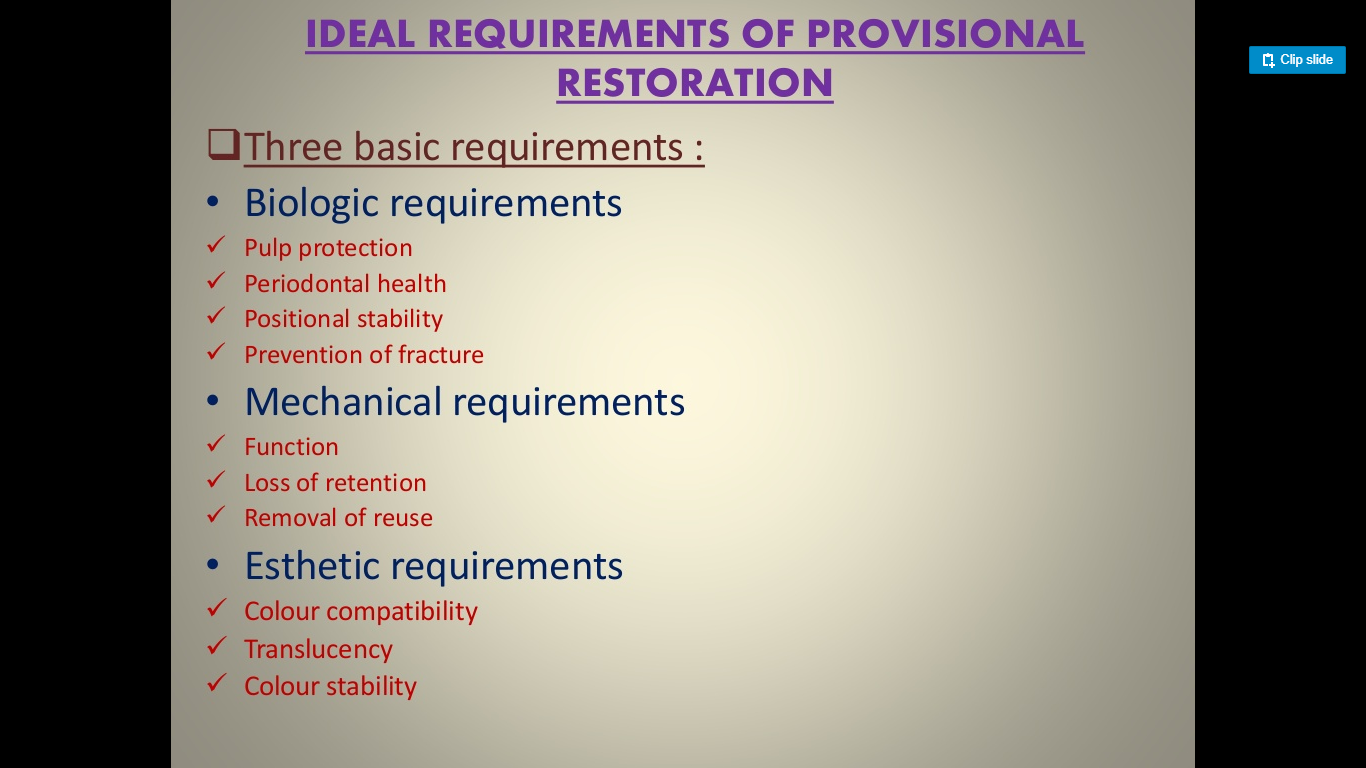 IDEAL REQUIREMENTS OF PROVISIONAL
RESTORATION
Clip slide
Three basic requirements :
• Biologic requirements
✓ Pulp protection
✓ Periodontal health
✓ Positional stability
✓ Prevention of fracture
• Mechanical requirements
✓ Function
✓ Loss of retention
✓ Removal of reuse
• Esthetic requirements
✓ Colour compatibility
✓ Translucency
✓ Colour stability